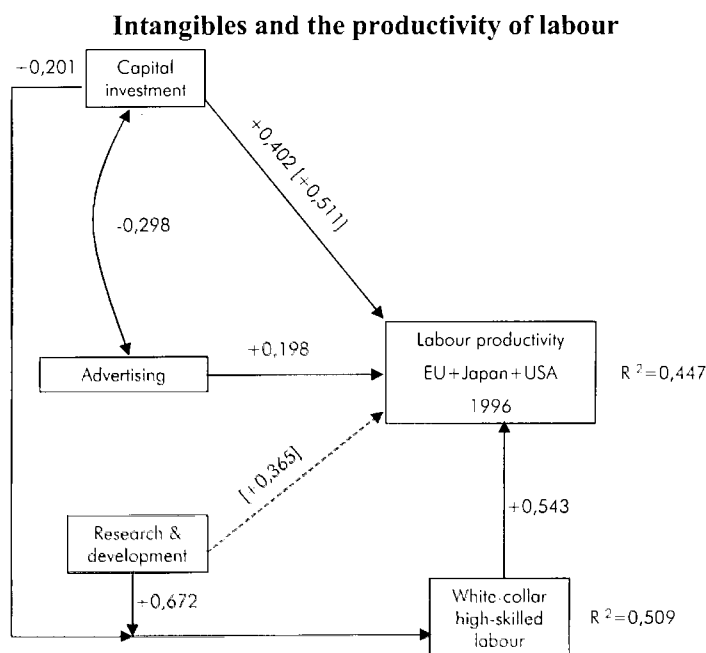 Intangibles and the productivity of labour
-0,201
Capital
investment
+0,402 [+0,511]
-0,298
Labour productivity
EU+Japan+USA
1996
R²=0,447
+0,198
Advertising
[+0,365]
+0,543
Research &
development
+0,672
White-collar
high-skilled
labour
R²=0,509